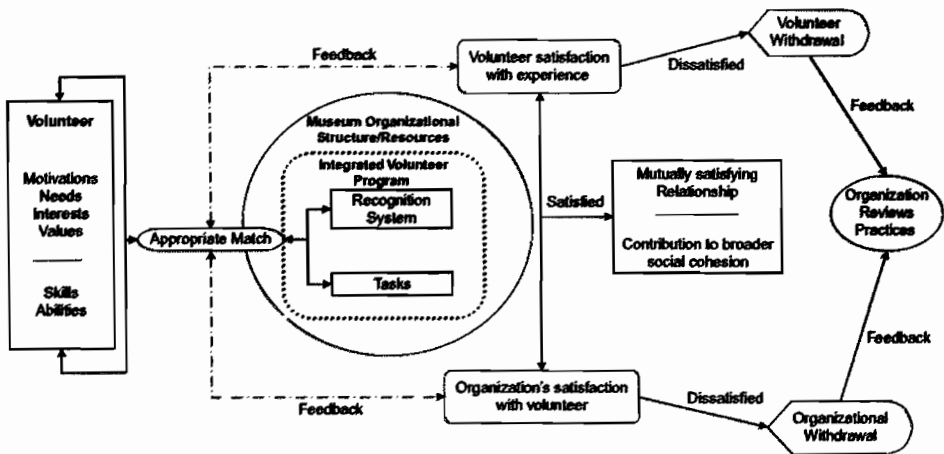 Volunteer
Motivations
Needs
Interests
Values
Skills
Abilities
Appropriate Match
Feedback
Feedback
Museum Organizational
Structure/Resources
Integrated Volunteer
Program
Recognition
System
Tasks
Volunteer satisfaction
with experience
Satisfied
Organization's satisfaction
with volunteer
Mutually satisfying
Relationship
Contribution to broader
social cohesion
Dissatisfied
Dissatisfied
Volunteer
Withdrawal
Organizational
Withdrawal
Feedback
Organization
Reviews
Practices
Feedback